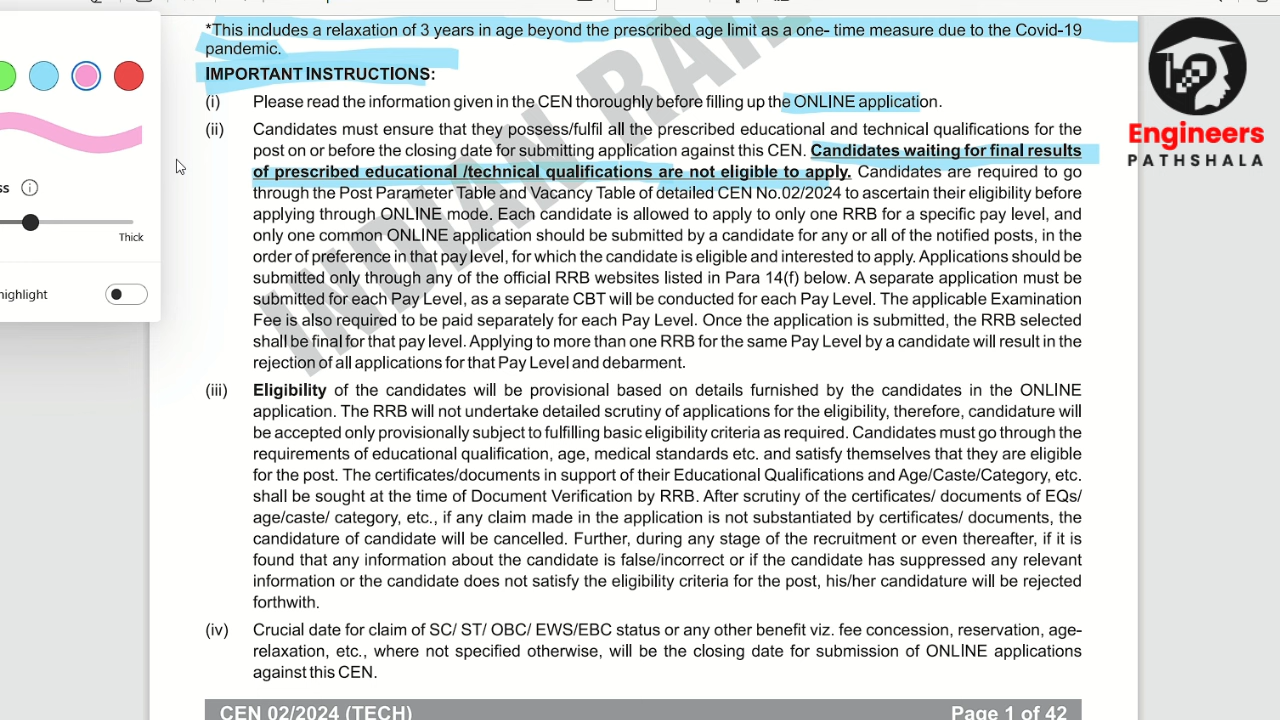 *This includes a relaxation of 3 years in age beyond the prescribed age limit as a one- time measure due to the Covid-19
pandemic.
IMPORTANT INSTRUCTIONS:
(i) Please read the information given in the CEN thoroughly before filling up the ONLINE application.
(ii) Candidates must ensure that they possess/fulfil all the prescribed educational and technical qualifications for the
post on or before the closing date for submitting application against this CEN. Candidates waiting for final results
of prescribed educational /technical qualifications are not eligible to apply. Candidates are required to go
through the Post Parameter Table and Vacancy Table of detailed CEN No.02/2024 to ascertain their eligibility before
applying through ONLINE mode. Each candidate is allowed to apply to only one RRB for a specific pay level, and
only one common ONLINE application should be submitted by a candidate for any or all of the notified posts, in the
order of preference in that pay level, for which the candidate is eligible and interested to apply. Applications should be
submitted only through any of the official RRB websites listed in Para 14(f) below. A separate application must be
submitted for each Pay Level, as a separate CBT will be conducted for each Pay Level. The applicable Examination
Fee is also required to be paid separately for each Pay Level. Once the application is submitted, the RRB selected
shall be final for that pay level. Applying to more than one RRB for the same Pay Level by a candidate will result in the
rejection of all applications for that Pay Level and debarment.
(iii) Eligibility of the candidates will be provisional based on details furnished by the candidates in the ONLINE
application. The RRB will not undertake detailed scrutiny of applications for the eligibility, therefore, candidature will
be accepted only provisionally subject to fulfilling basic eligibility criteria as required. Candidates must go through the
requirements of educational qualification, age, medical standards etc. and satisfy themselves that they are eligible
for the post. The certificates/documents in support of their Educational Qualifications and Age/Caste/Category, etc.
shall be sought at the time of Document Verification by RRB. After scrutiny of the certificates/ documents of EQs/
age/caste/ category, etc., if any claim made in the application is not substantiated by certificates/ documents, the
candidature of candidate will be cancelled. Further, during any stage of the recruitment or even thereafter, if it is
found that any information about the candidate is false/incorrect or if the candidate has suppressed any relevant
information or the candidate does not satisfy the eligibility criteria for the post, his/her candidature will be rejected
forthwith.
(iv) Crucial date for claim of SC/ ST/ OBC/ EWS/EBC status or any other benefit viz. fee concession, reservation, age-
relaxation, etc., where not specified otherwise, will be the closing date for submission of ONLINE applications
against this CEN.
CEN 02/2024 (TECH) Page 1 of 42
INDIAN RAI
Thick
Engineers
PATHSHALA